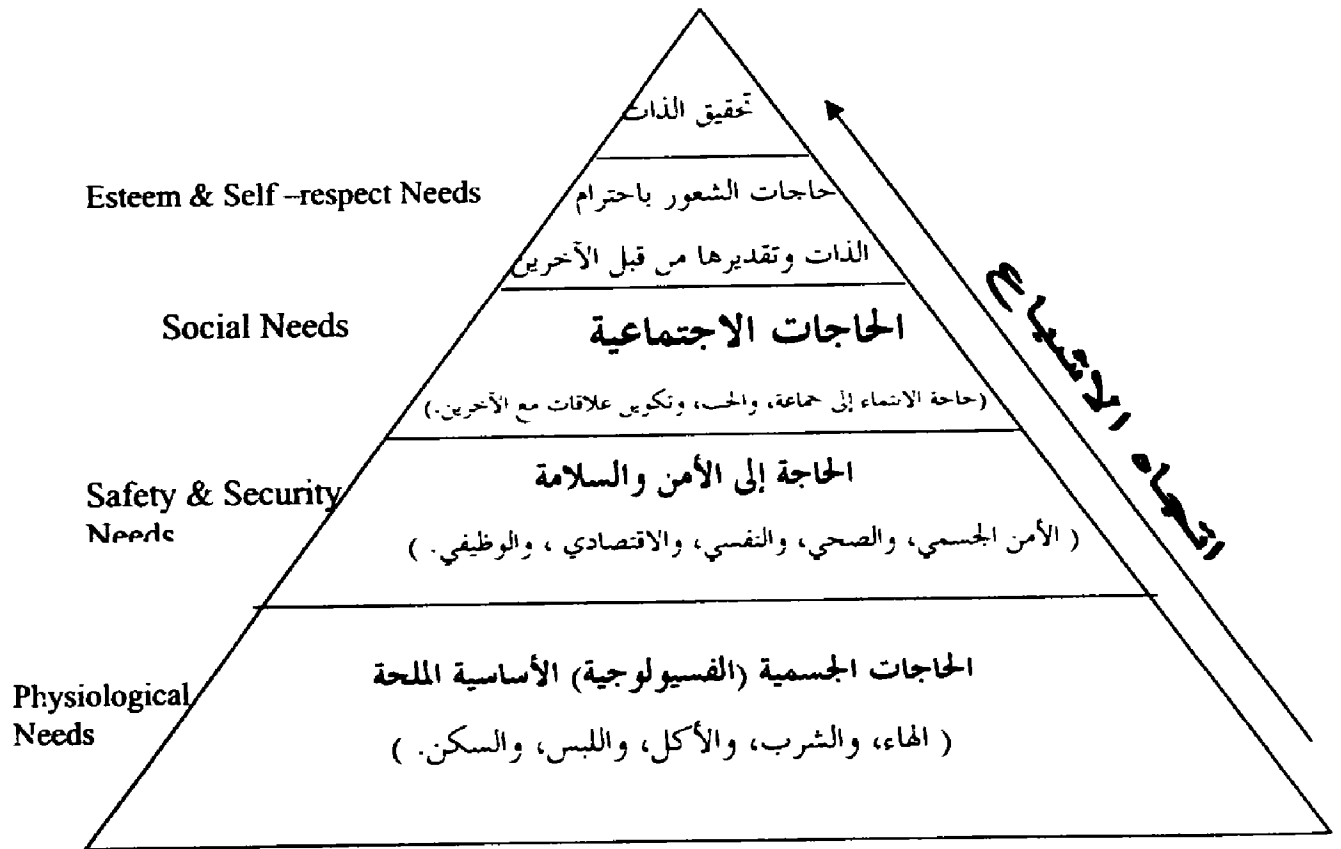 تحقيق الذات
Esteem & Self –respect Needs
حاجات الشعور باحترام
الذات وتقديرها من قبل الآخرين
Social Needs
الحاجات الاجتماعية
(حاجة الانتماء إلى جماعة، والحب، وتكوين علاقات مع الآخرين.)
Safety & Security
Needs
الحاجة إلى الأمن والسلامة
( الأمن الجسمي، والصحي، والنفسي، والاقتصادي ، والوظيفي. )
Physiological
Needs
الحاجات الجسمية (الفسيولوجية) الأساسية الملحة
( الهاء، والشرب، والأكل، واللبس، والسكن. )
اتجاه الاشباع